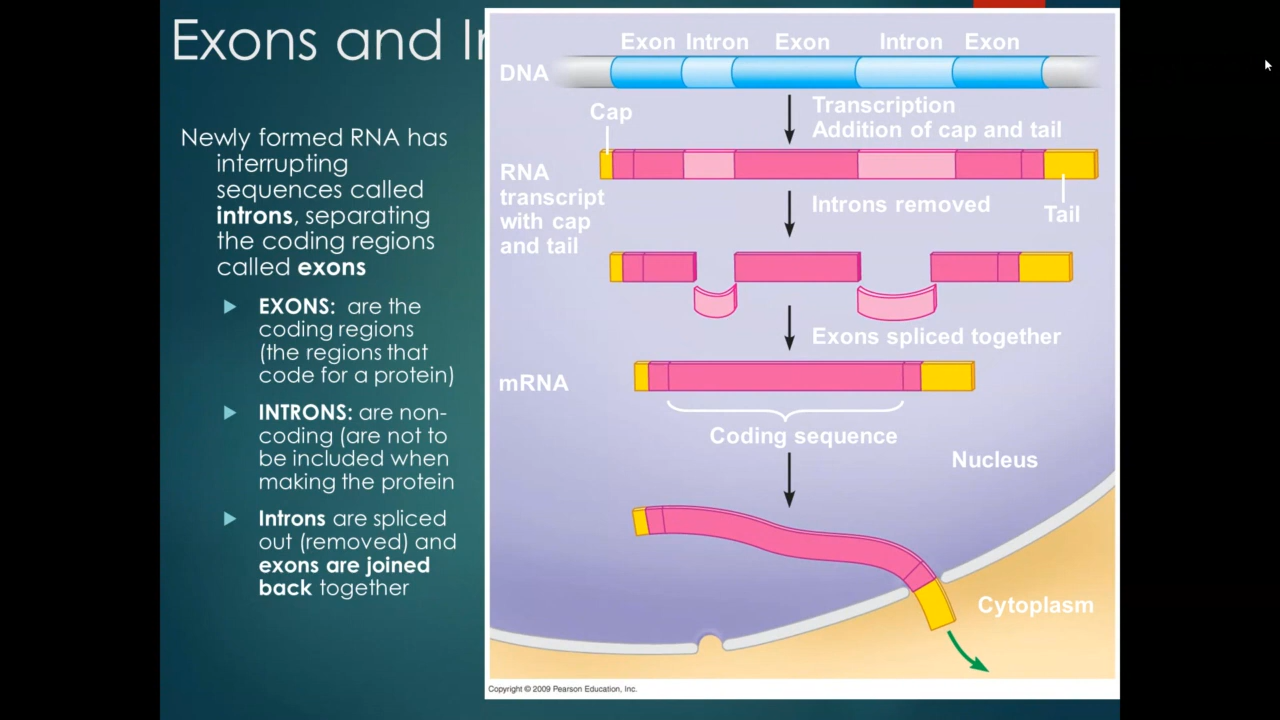 Exons and
Newly formed RNA has
interrupting
sequences called
introns, separating
the coding regions
called exons
EXONS: are the
coding regions
(the regions that
code for a protein)
INTRONS: are non-
coding (are not to
be included when
making the protein
Introns are spliced
out (removed) and
exons are joined
back together
Exon Intron Exon Intron Exon
DNA
Transcription
Addition of cap and tail
Cap
RNA
transcript
with cap
and tail
Introns removed
Tail
Exons spliced together
mRNA
Coding sequence
Nucleus
Cytoplasm
Copyright © 2009 Pearson Education, Inc.